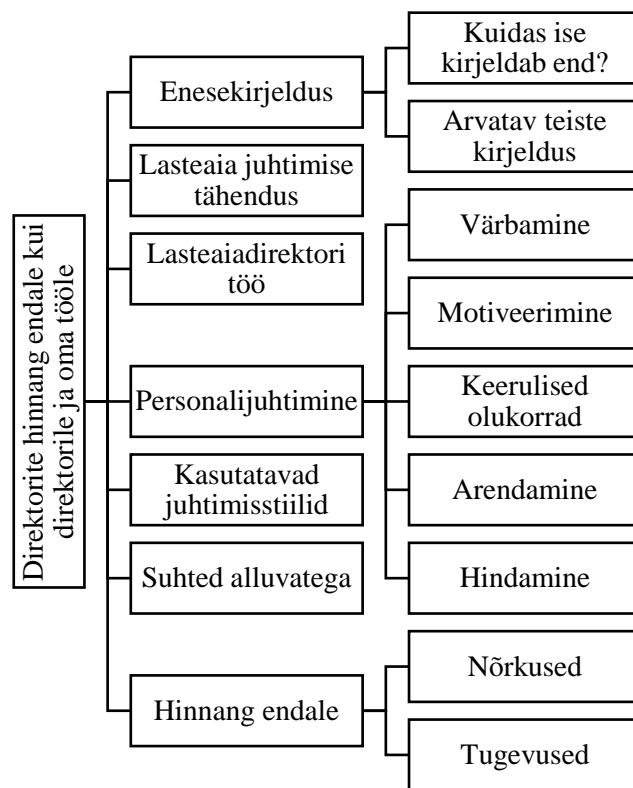 Direktorite hinnang endale kui
direktorile ja oma tööle
Enesekirjeldus
Kuidas ise
kirjeldab end?
Arvatav teiste
kirjeldus
Lasteaia juhtimise
tähendus
Lasteaiadirektori
töö
Personalijuhtimine
Värbamine
Motiveerimine
Keerulised
olukorrad
Arendamine
Hindamine
Kasutatavad
juhtimisstiilid
Suhted alluvatega
Hinnang endale
Nõrkused
Tugevused